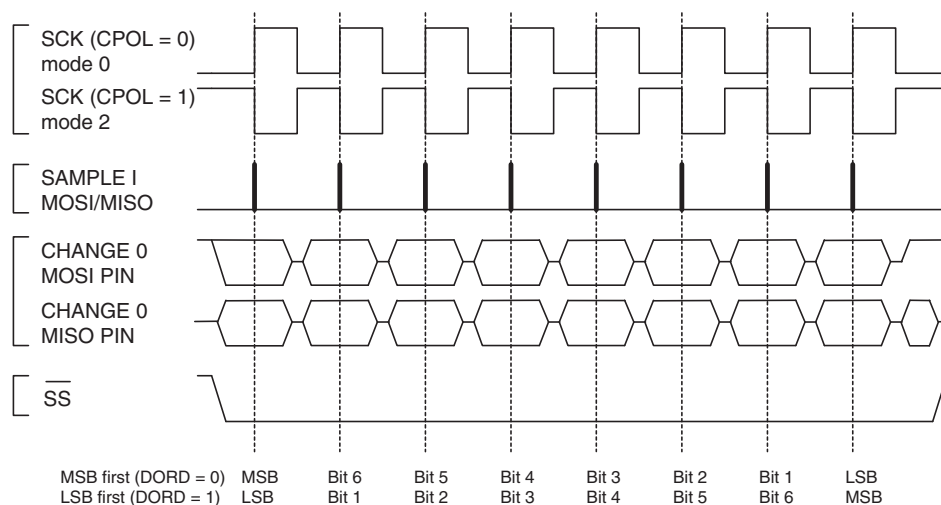 SCK (CPOL = 0)
mode 0
SCK (CPOL = 1)
mode 2
SAMPLE I
MOSI/MISO
CHANGE 0
MOSI PIN
CHANGE 0
MISO PIN
SS
MSB first (DORD = 0) MSB Bit 6 Bit 5 Bit 4 Bit 3 Bit 2 Bit 1 LSB
LSB first (DORD = 1) LSB Bit 1 Bit 2 Bit 3 Bit 4 Bit 5 Bit 6 MSB